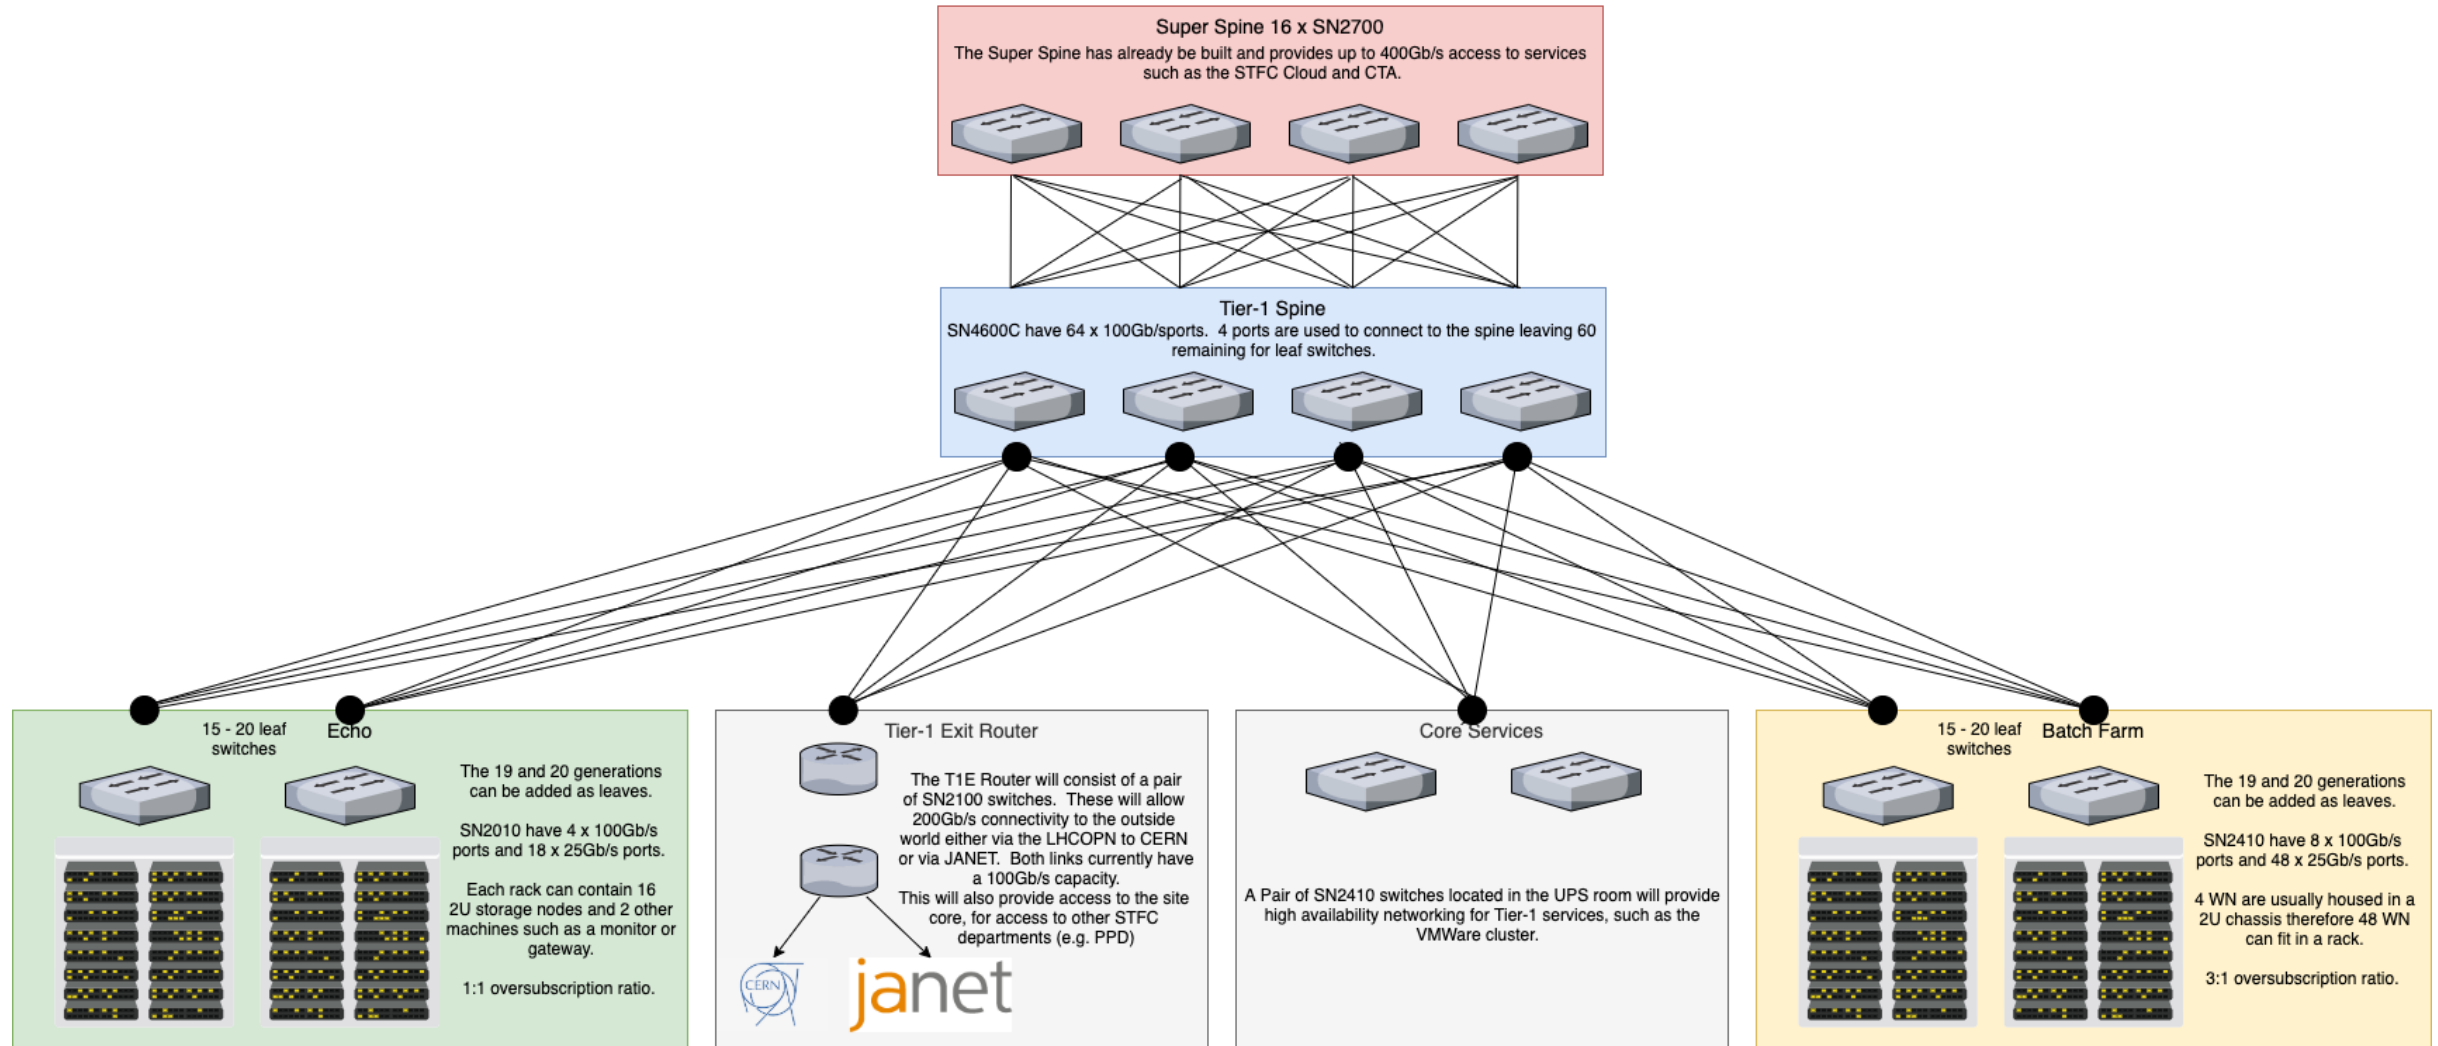 Super Spine 16 x SN2700
The Super Spine has already be built and provides up to 400Gb/s access to services
such as the STFC Cloud and CTA.
Tier-1 Spine
SN4600C have 64 x 100Gb/sports.  4 ports are used to connect to the spine leaving 60
remaining for leaf switches.
15 - 20 leaf
switches
Echo
The 19 and 20 generations
can be added as leaves.
SN2010 have 4 x 100Gb/s
ports and 18 x 25Gb/s ports.
Each rack can contain 16
2U storage nodes and 2 other
machines such as a monitor or
gateway.
1:1 oversubscription ratio.
Tier-1 Exit Router
The T1E Router will consist of a pair
of SN2100 switches.  These will allow
200Gb/s connectivity to the outside
world either via the LHCOPN to CERN
or via JANET.  Both links currently have
a 100Gb/s capacity.
This will also provide access to the site
core, for access to other STFC
departments (e.g. PPD)
CERN
janet
Core Services
A Pair of SN2410 switches located in the UPS room will provide
high availability networking for Tier-1 services, such as the
VMWare cluster.
15 - 20 leaf
switches
Batch Farm
The 19 and 20 generations
can be added as leaves.
SN2410 have 8 x 100Gb/s
ports and 48 x 25Gb/s ports.
4 WN are usually housed in a
2U chassis therefore 48 WN
can fit in a rack.
3:1 oversubscription ratio.